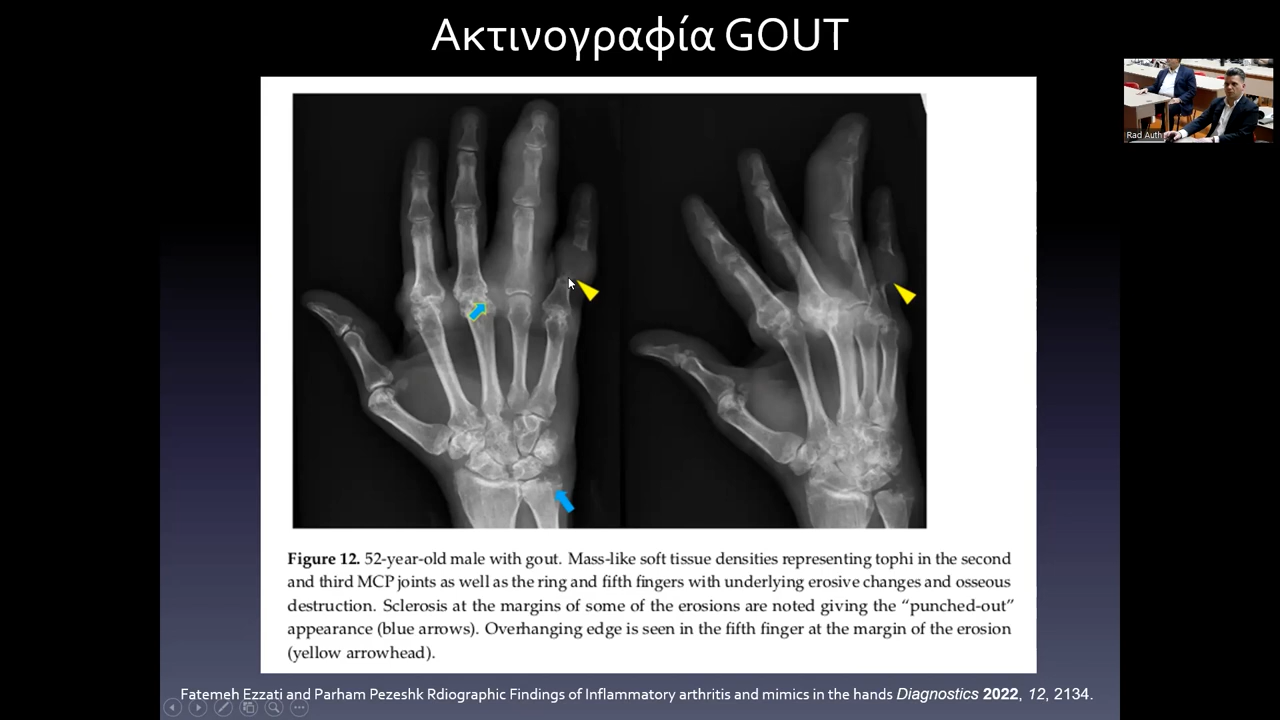 Ακτινογραφία GOUT
Rad Auth
Figure 12. 52-year-old male with gout. Mass-like soft tissue densities representing tophi in the second
and third MCP joints as well as the ring and fifth fingers with underlying erosive changes and osseous
destruction. Sclerosis at the margins of some of the erosions are noted giving the “punched-out”
appearance (blue arrows). Overhanging edge is seen in the fifth finger at the margin of the erosion
(yellow arrowhead).
Fatemeh Ezzati and Parham Pezeshk Rdiographic Findings of Inflammatory arthritis and mimics in the hands Diagnostics 2022, 12, 2134.